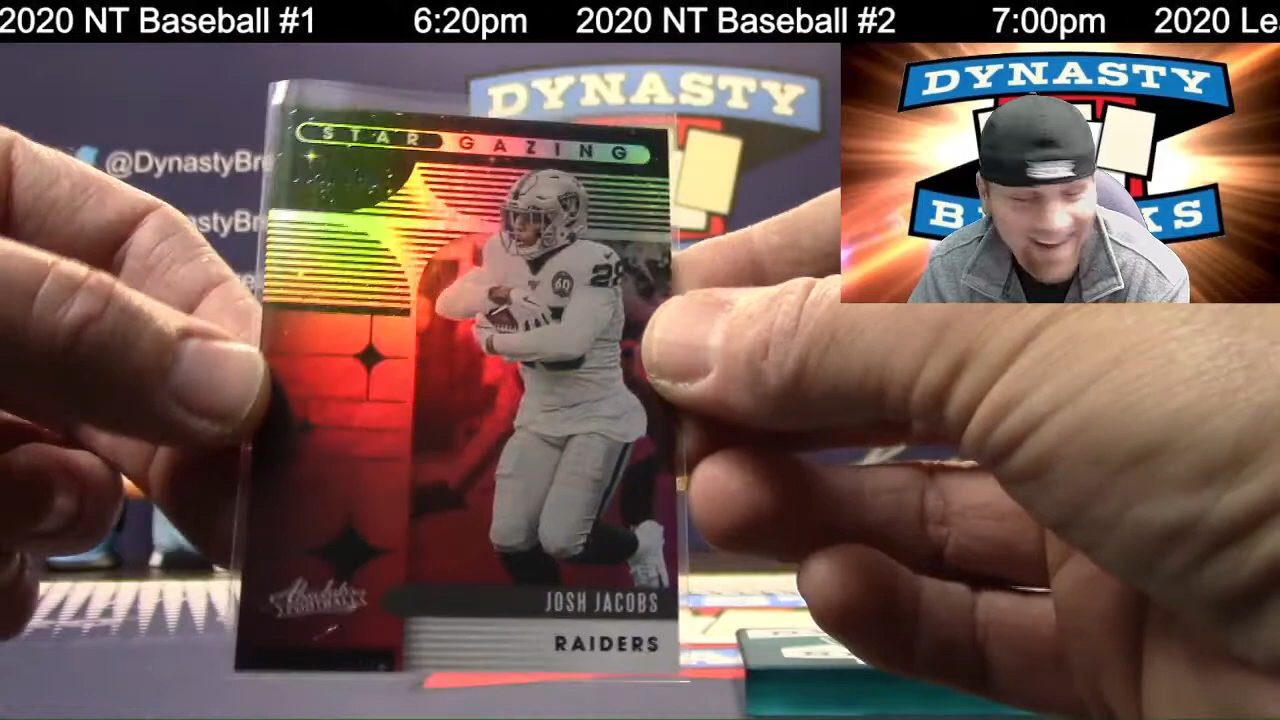 2020 NT Baseball #1 6:20pm 2020 NT Baseball #2 7:00pm 2020 Le
DYNASTY
@DynastyBre
STAR GAZING
28
60
Absolute
FOOTBALL
JOSH JACOBS
RAIDERS
DYNASTY